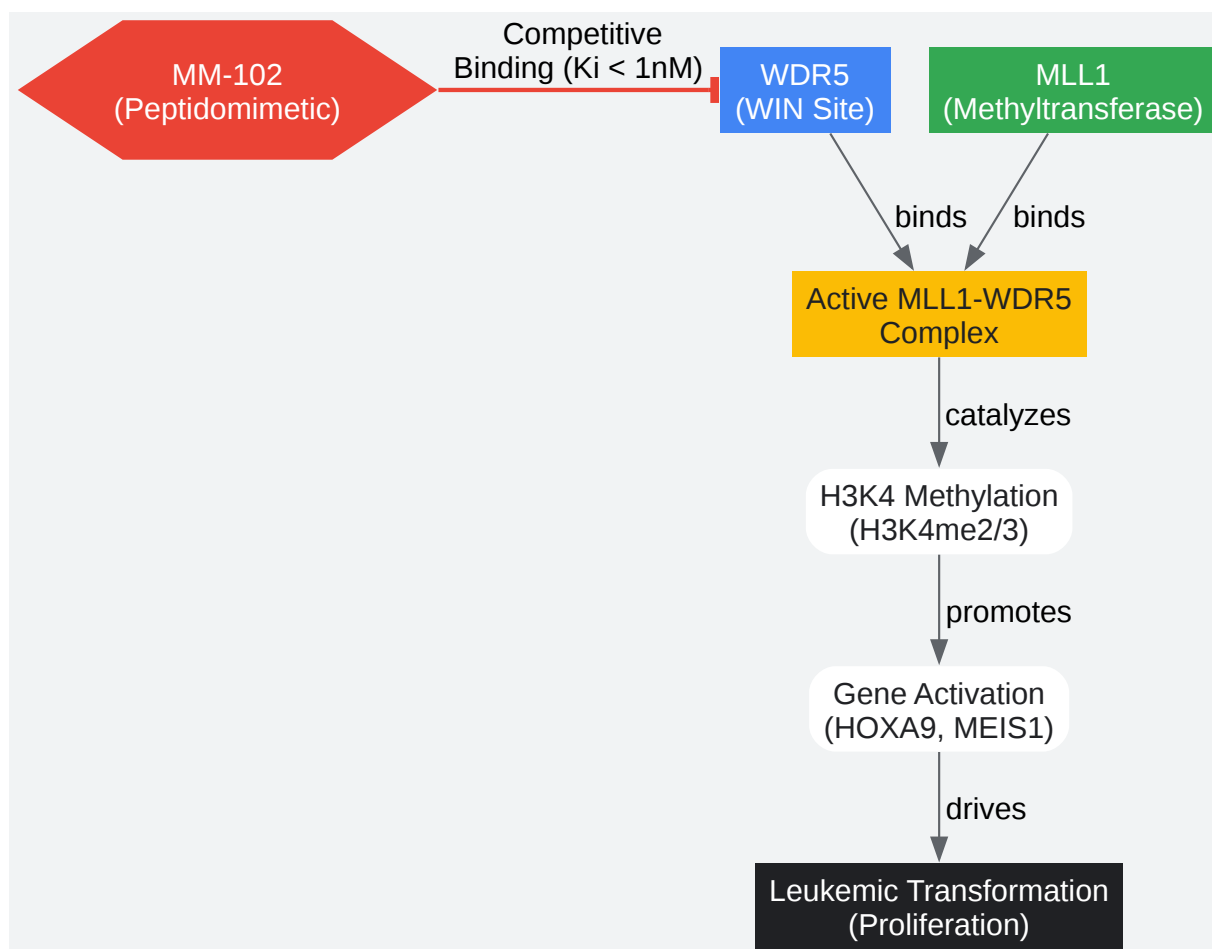 MM-102
(Peptidomimetic)
Competitive
Binding (Ki < 1nM)
WDR5
(WIN Site)
MLL1
(Methyltransferase)
binds
binds
Active MLL1-WDR5
Complex
catalyzes
H3K4 Methylation
(H3K4me2/3)
promotes
Gene Activation
(HOXA9, MEIS1)
drives
Leukemic Transformation
(Proliferation)